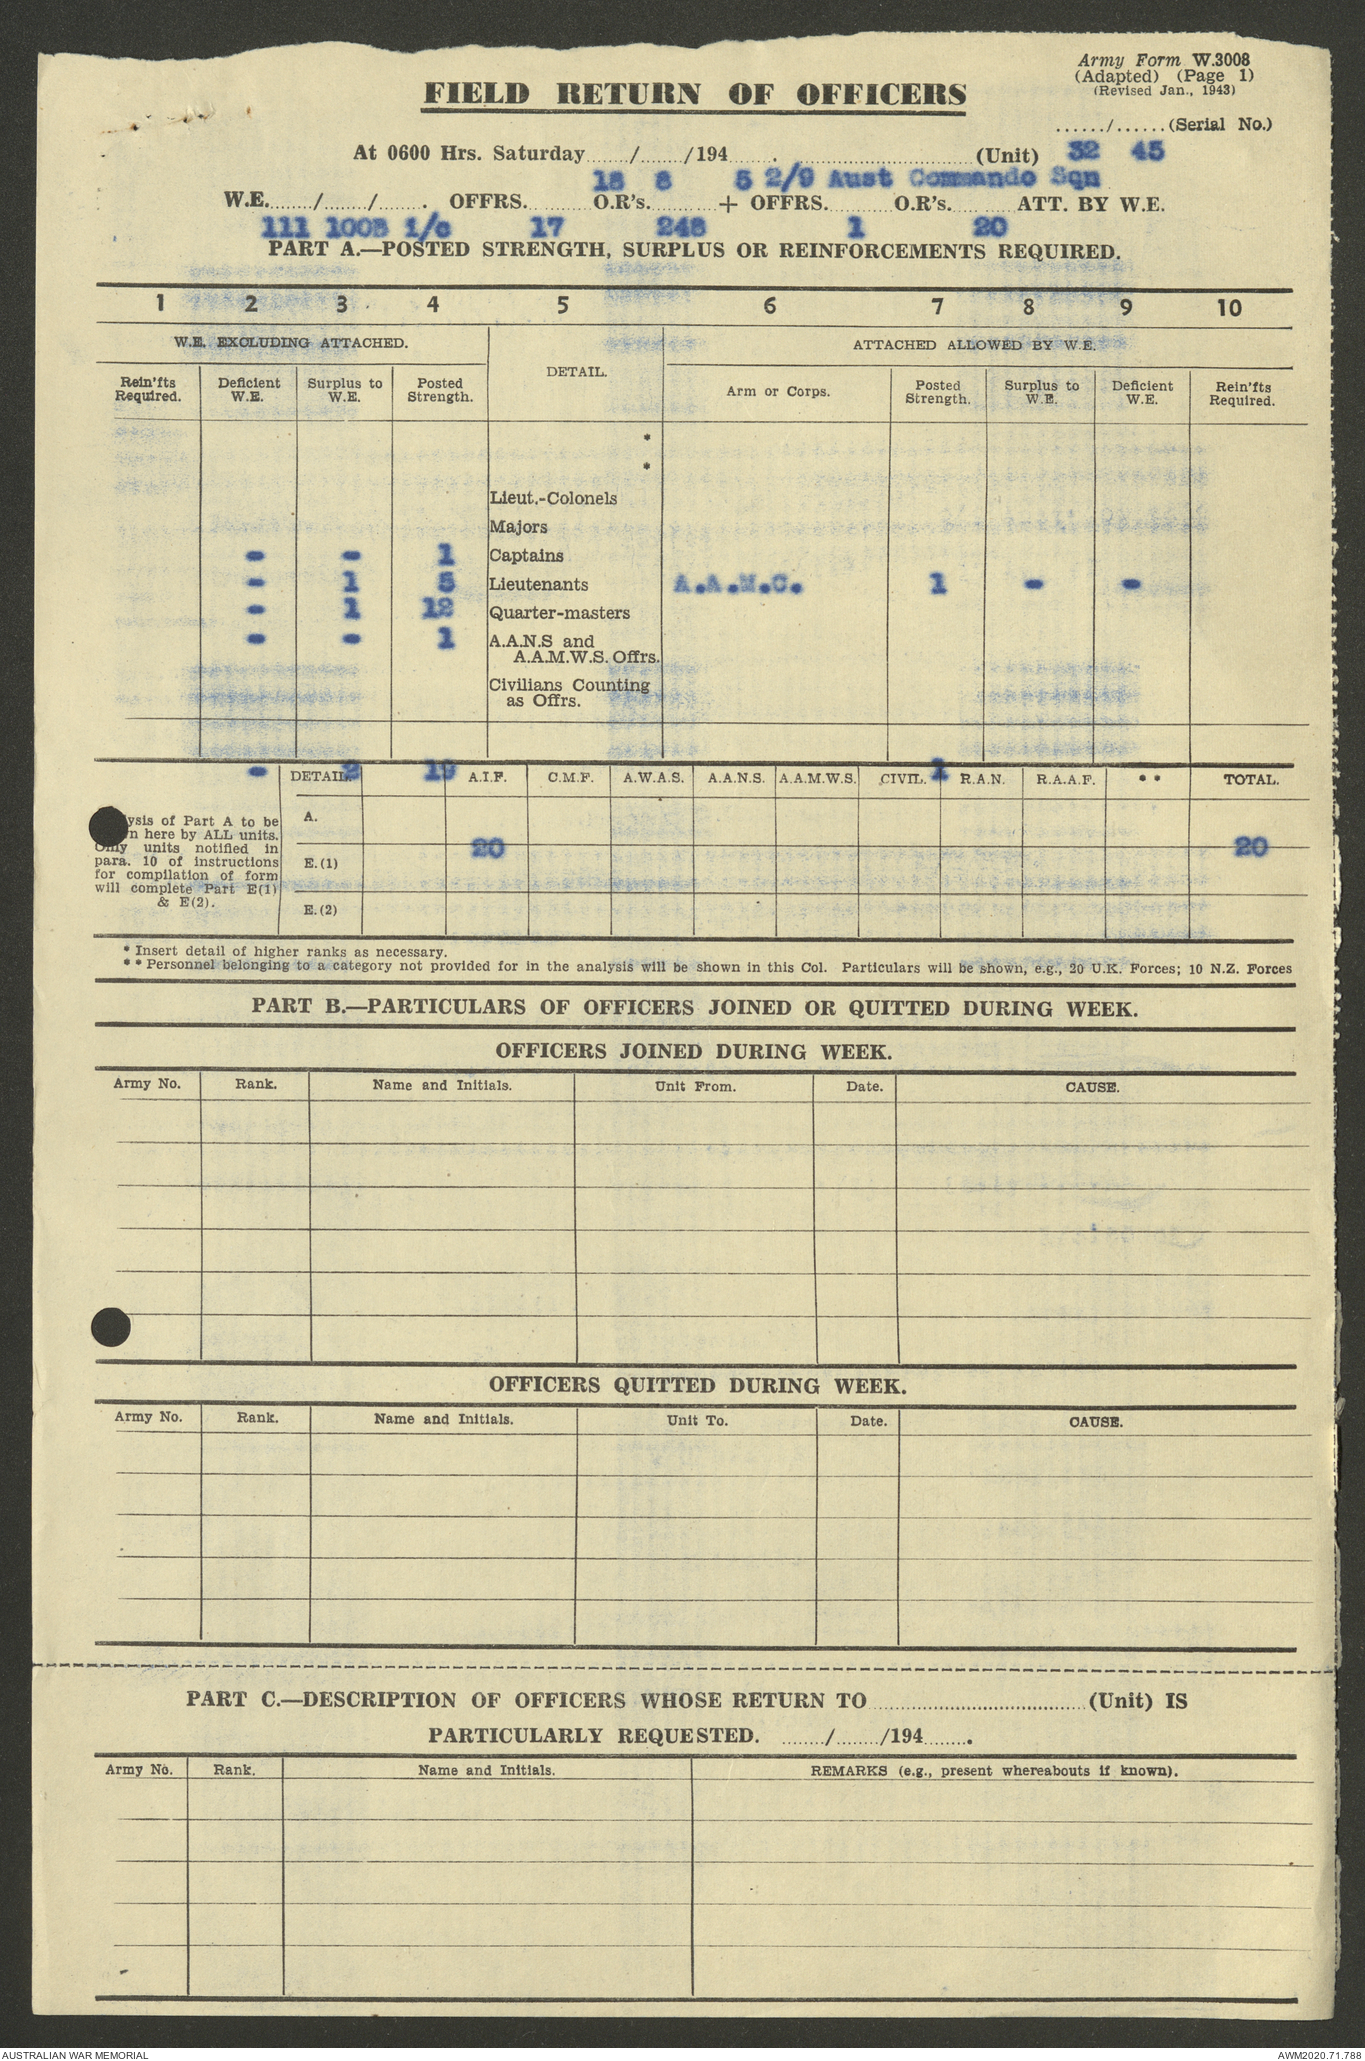 Army Form W.3008
(Adapted) (Page 1)
(Revised Jan., 1943)
FIELD RETURN OF OFFICERS
....../......(Serial No.)
32 45
At 0600 Hrs. Saturday......./......./194....... . ...............................(Unit)
18 8 5 2/9 Aust Commando Sqn
W.E......../......./....... . OFFRS...........O.R's...........+ OFFRS..........O.R's..........ATT. BY W.E.
111 1003 i/c 17 248 1 20
PART A.—POSTED STRENGTH, SURPLUS OR REINFORCEMENTS REQUIRED.
1 2 3 4 5 6 7 8 9 10
W.E. EXCLUDING ATTACHED. DETAIL. ATTACHED ALLOWED BY W.E.
Rein'fts Required. Deficient W.E. Surplus to W.E. Posted Strength. Arm or Corps. Posted Strength. Surplus to W.E. Deficient W.E. Rein'fts Required.
*
*
Lieut.-Colonels
Majors
- - 1 Captains
- 1 5 Lieutenants A.A.M.C. 1 - -
- 1 12 Quarter-masters
- - 1 A.A.N.S and
A.A.M.W.S. Offrs.
Civilians Counting
as Offrs.
- 2 19 1
DETAIL. A.I.F. C.M.F. A.W.A.S. A.A.N.S. A.A.M.W.S. CIVIL. R.A.N. R.A.A.F. * * TOTAL.
ysis of Part A to be
n here by ALL units.
Only units notified in
para. 10 of instructions
for compilation of form
will complete Part E(1)
& E(2).
A.
20 20
E.(1)
E.(2)
* Insert detail of higher ranks as necessary.
* * Personnel belonging to a category not provided for in the analysis will be shown in this Col. Particulars will be shown, e.g., 20 U.K. Forces; 10 N.Z. Forces
PART B.—PARTICULARS OF OFFICERS JOINED OR QUITTED DURING WEEK.
OFFICERS JOINED DURING WEEK.
Army No. Rank. Name and Initials. Unit From. Date. CAUSE.
OFFICERS QUITTED DURING WEEK.
Army No. Rank. Name and Initials. Unit To. Date. CAUSE.
PART C.—DESCRIPTION OF OFFICERS WHOSE RETURN TO.......................................(Unit) IS
PARTICULARLY REQUESTED. ......../......../194........
Army No. Rank. Name and Initials. REMARKS (e.g., present whereabouts if known).
AUSTRALIAN WAR MEMORIAL AWM2020.71.788